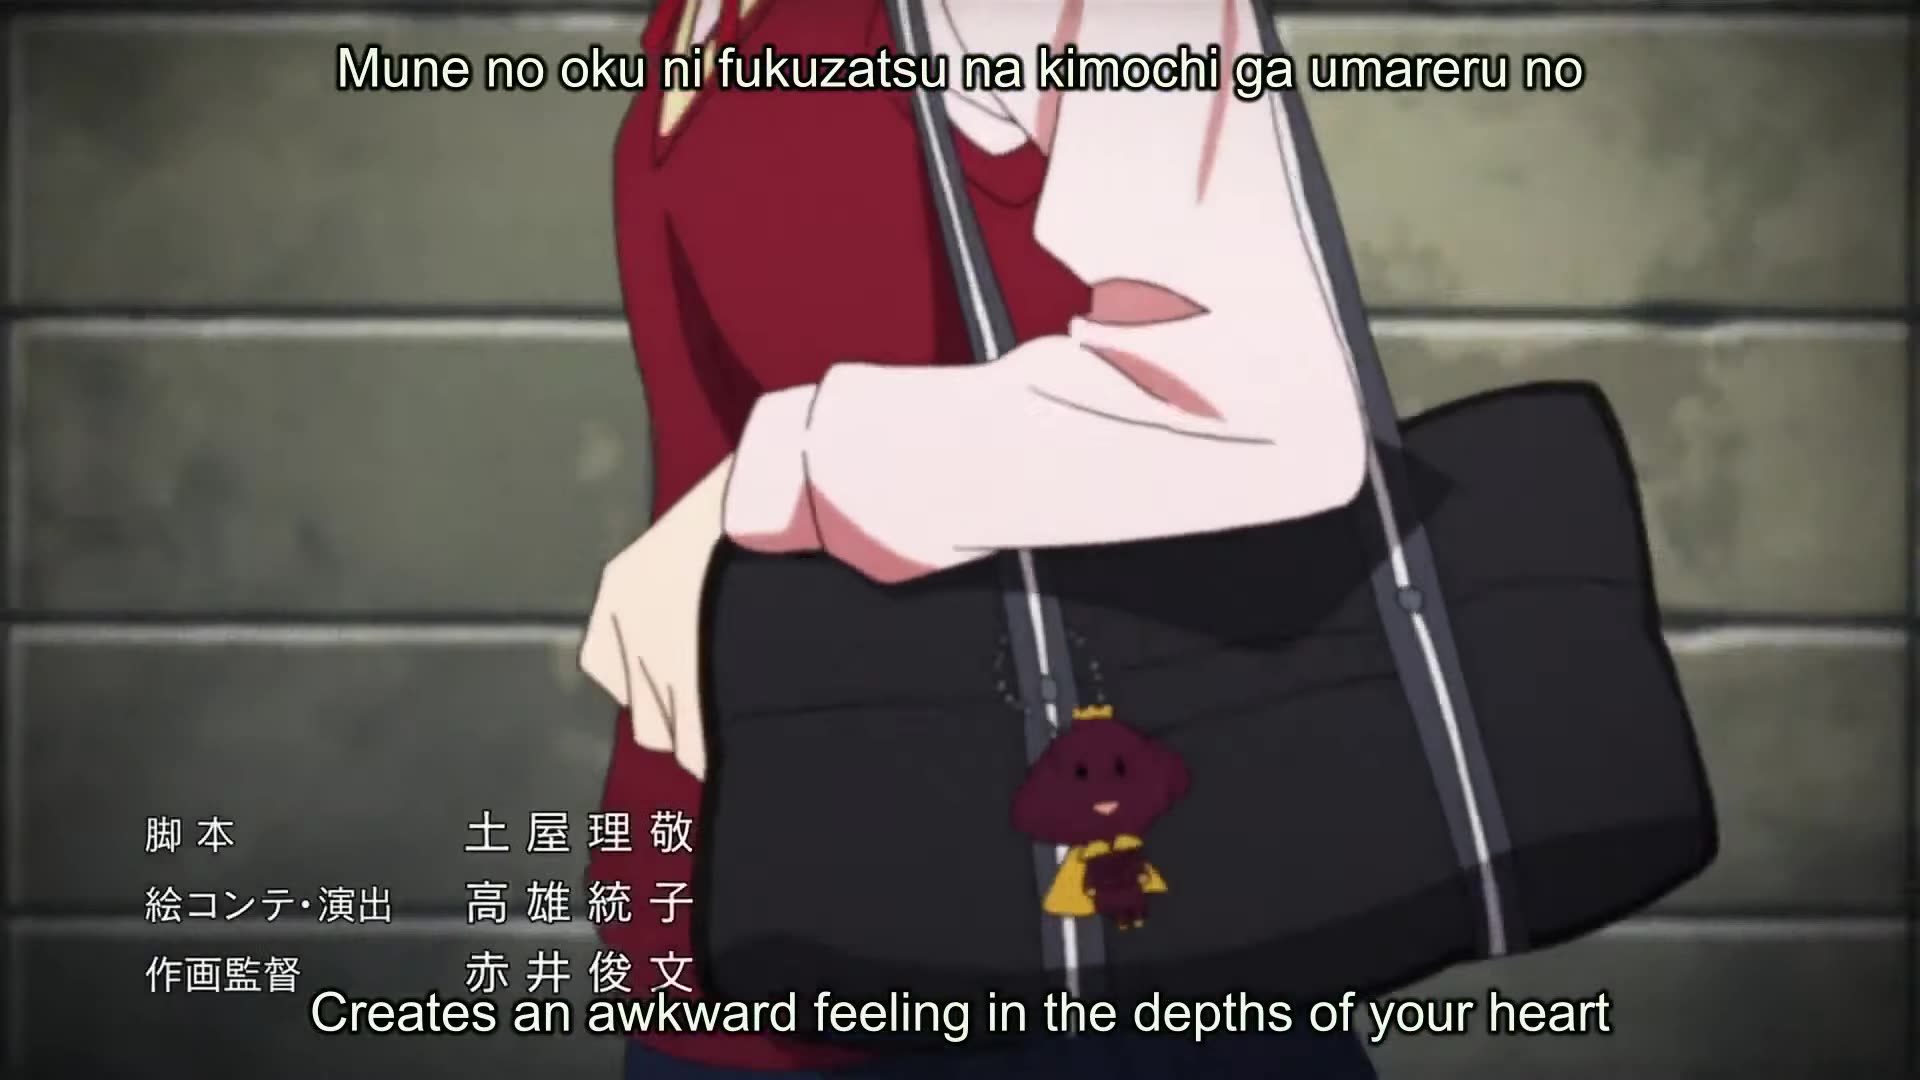 Mune no oku ni fukuzatsu na kimochi ga umareru no
脚本 土屋理敬
絵コンテ・演出 高雄統子
作画監督 赤井俊文
Creates an awkward feeling in the depths of your heart